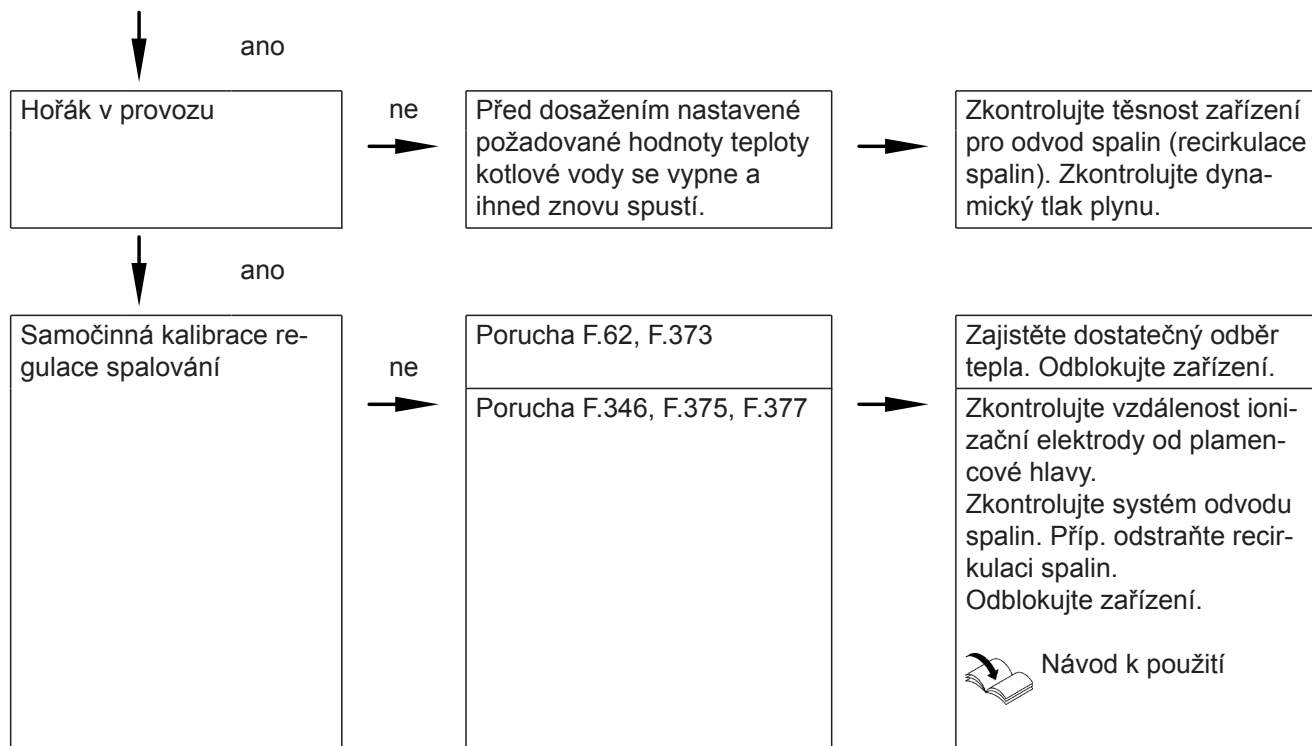 ano
Hořák v provozu
ne
Před dosažením nastavené
požadované hodnoty teploty
kotlové vody se vypne a
ihned znovu spustí.
Zkontrolujte těsnost zařízení
pro odvod spalin (recirkulace
spalin). Zkontrolujte dyna-
mický tlak plynu.
ano
Samočinná kalibrace re-
gulace spalování
ne
Porucha F.62, F.373
Zajistěte dostatečný odběr
tepla. Odblokujte zařízení.
Porucha F.346, F.375, F.377
Zkontrolujte vzdálenost ioni-
zační elektrody od plamen-
cové hlavy.
Zkontrolujte systém odvodu
spalin. Příp. odstraňte recir-
kulaci spalin.
Odblokujte zařízení.
Návod k použití